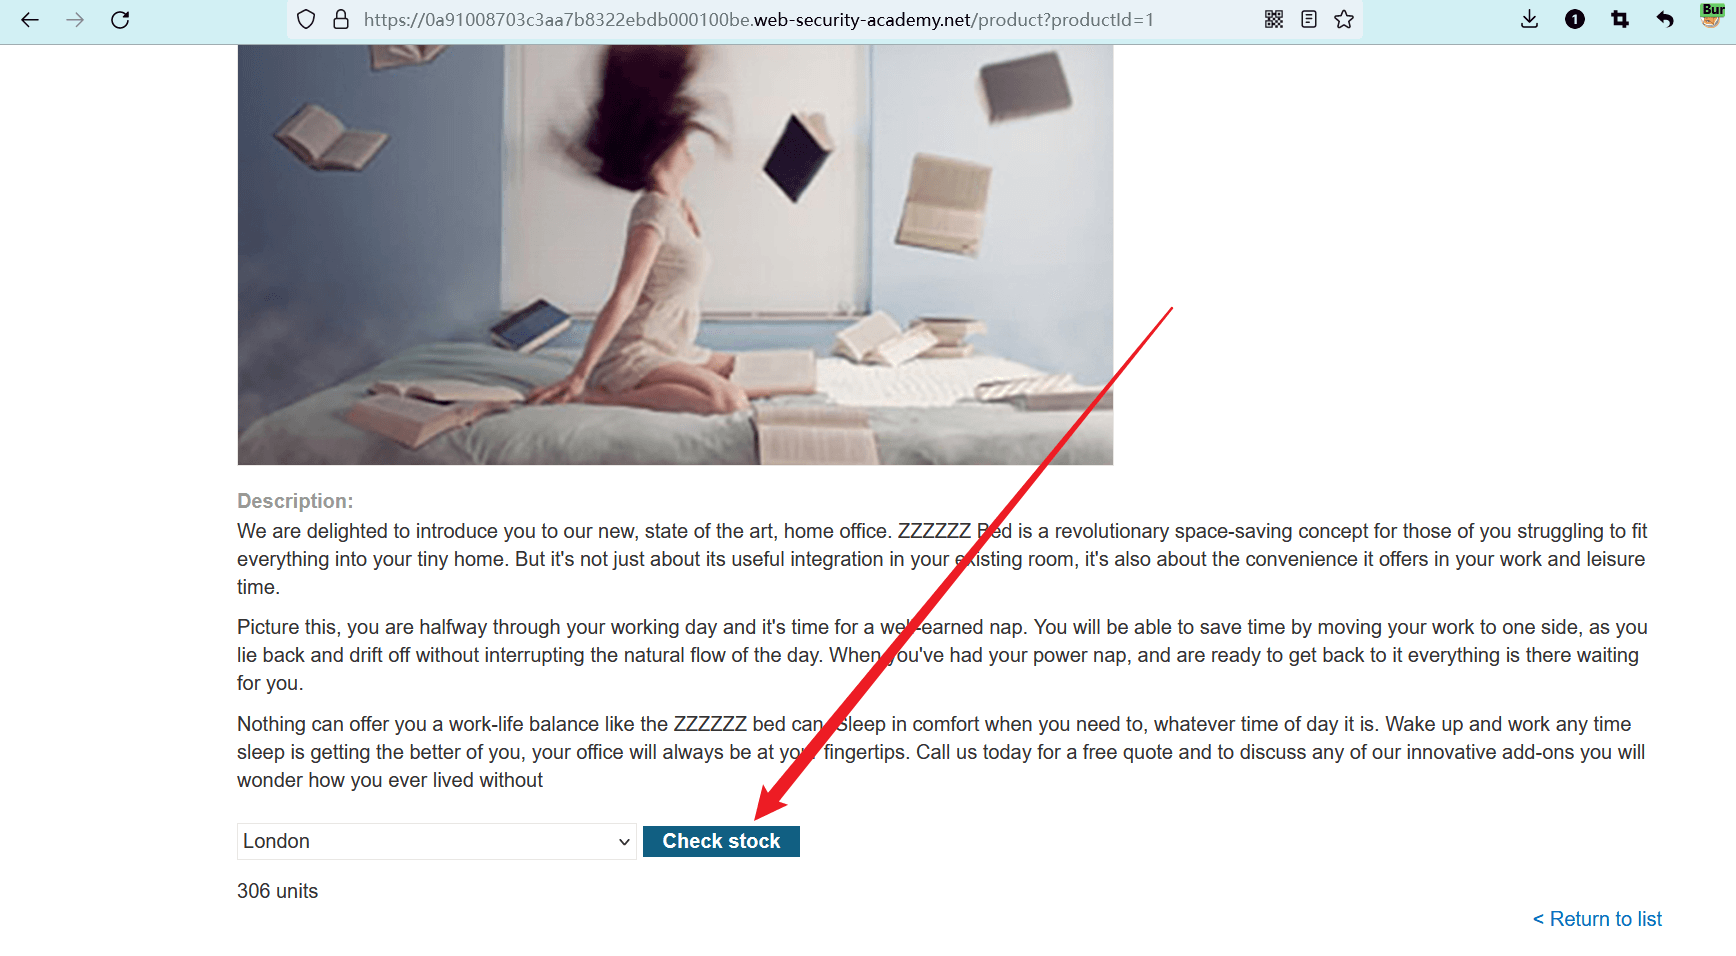 https://0a91008703c3aa7b8322ebdb000100be.web-security-academy.net/product?productId=1
1
Bur
Description:
We are delighted to introduce you to our new, state of the art, home office. ZZZZZZ Bed is a revolutionary space-saving concept for those of you struggling to fit
everything into your tiny home. But it's not just about its useful integration in your existing room, it's also about the convenience it offers in your work and leisure
time.
Picture this, you are halfway through your working day and it's time for a well-earned nap. You will be able to save time by moving your work to one side, as you
lie back and drift off without interrupting the natural flow of the day. When you've had your power nap, and are ready to get back to it everything is there waiting
for you.
Nothing can offer you a work-life balance like the ZZZZZZ bed can. Sleep in comfort when you need to, whatever time of day it is. Wake up and work any time
sleep is getting the better of you, your office will always be at your fingertips. Call us today for a free quote and to discuss any of our innovative add-ons you will
wonder how you ever lived without
London
Check stock
306 units
< Return to list